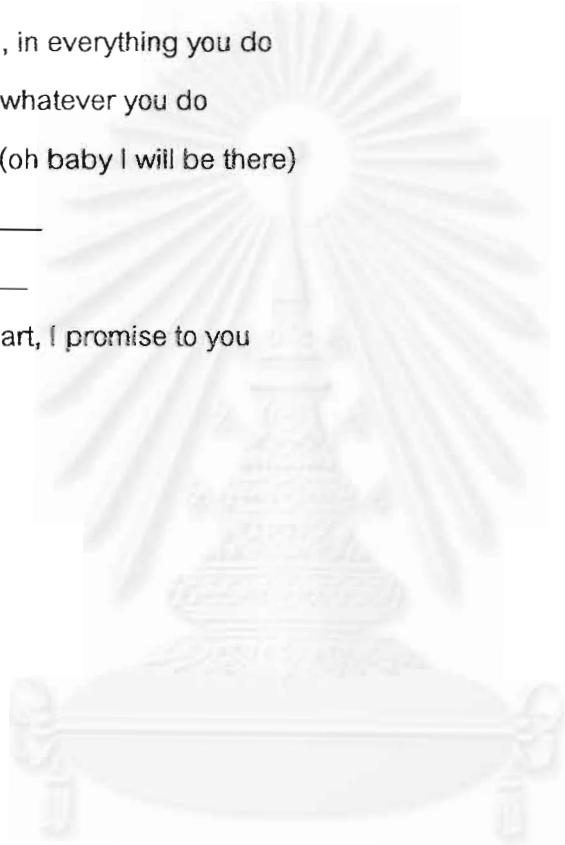 , in everything you do
whatever you do
(oh baby I will be there)
art, I promise to you